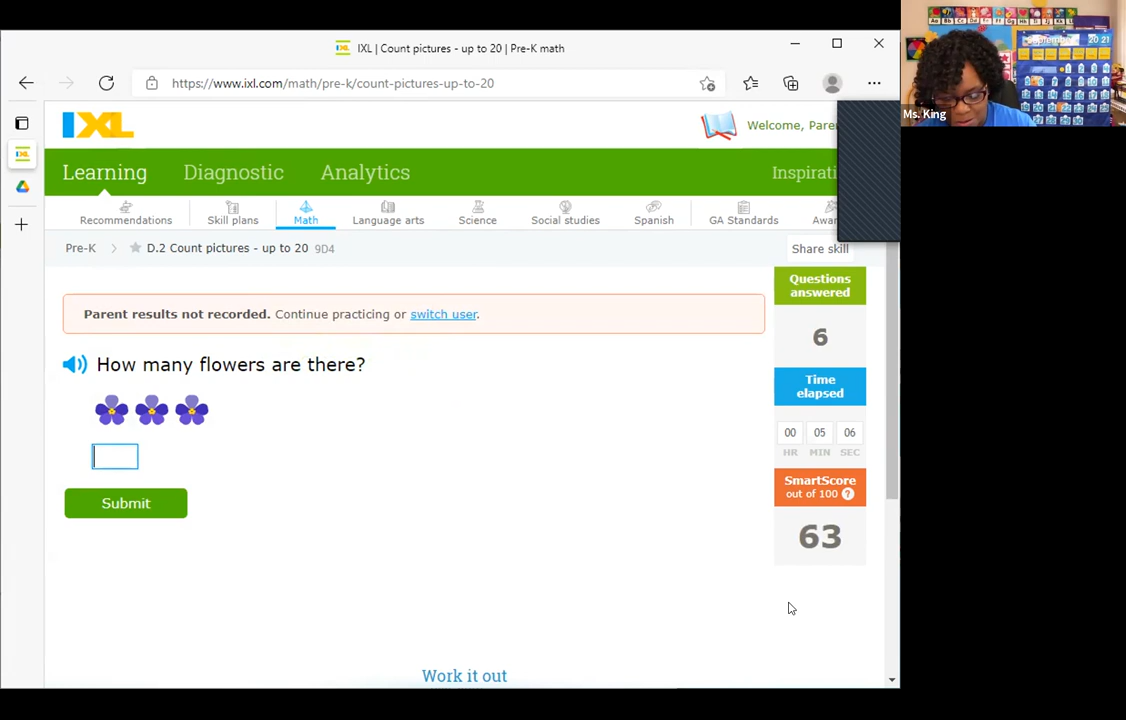 IXL | Count pictures - up to 20 | Pre-K math
https://www.ixl.com/math/pre-k/count-pictures-up-to-20
IXL
Welcome, Pare
Learning
Diagnostic
Analytics
Inspirati
Recommendations
Skill plans
Math
Language arts
Science
Social studies
Spanish
GA Standards
Awar
Pre-K > D.2 Count pictures - up to 20 9D4
Share skill
Parent results not recorded. Continue practicing or switch user.
How many flowers are there?
Submit
Work it out
Questions
answered
6
Time
elapsed
00 05 06
HR MIN SEC
SmartScore
out of 100 ?
63
September 2021
Ms. King